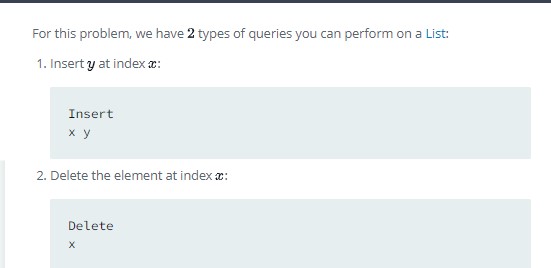 For this problem, we have 2 types of queries you can perform on a List:
1. Insert y at index x:
Insert
x y
2. Delete the element at index x:
Delete
x